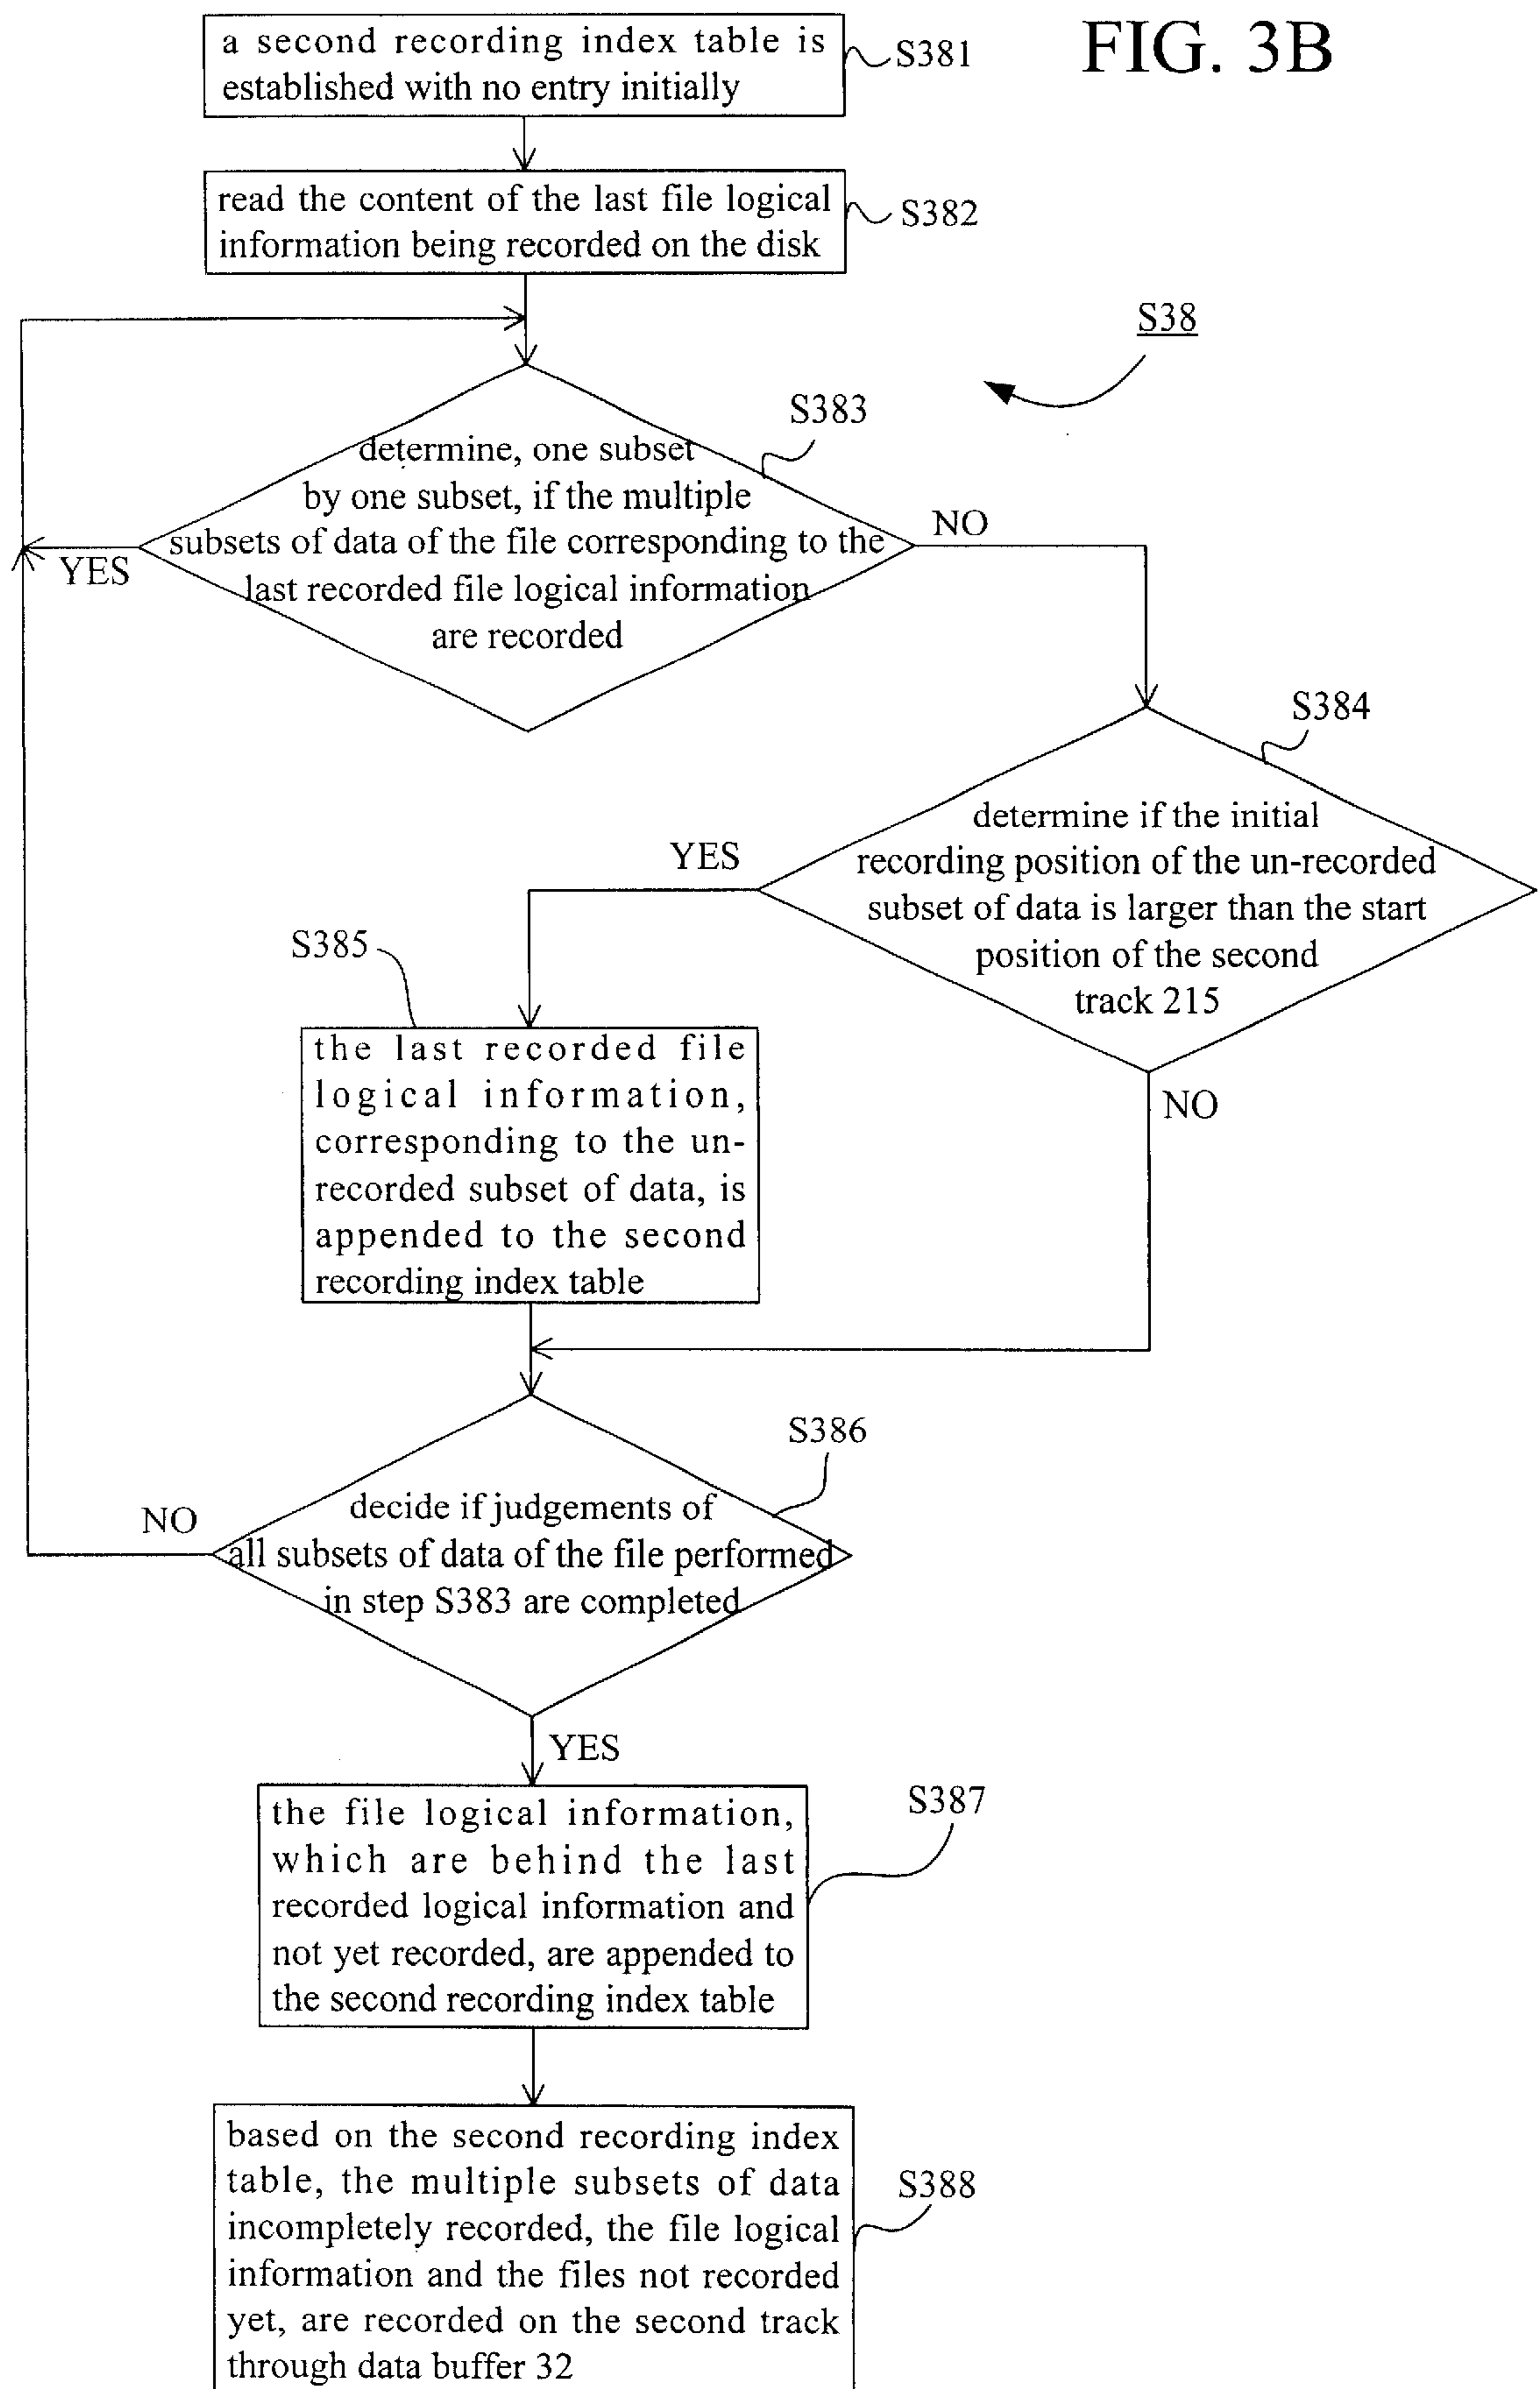 FIG. 3B
a second recording index table is
established with no entry initially
S381
read the content of the last file logical
information being recorded on the disk
S382
S38
S383
determine, one subset
by one subset, if the multiple
subsets of data of the file corresponding to the
last recorded file logical information
are recorded
YES
NO
S384
determine if the initial
recording position of the un-recorded
subset of data is larger than the start
position of the second
track 215
YES
NO
S385
the last recorded file
logical information,
corresponding to the un-
recorded subset of data, is
appended to the second
recording index table
S386
decide if judgements of
all subsets of data of the file performed
in step S383 are completed
NO
YES
the file logical information,
which are behind the last
recorded logical information and
not yet recorded, are appended to
the second recording index table
S387
based on the second recording index
table, the multiple subsets of data
incompletely recorded, the file logical
information and the files not recorded
yet, are recorded on the second track
through data buffer 32
S388